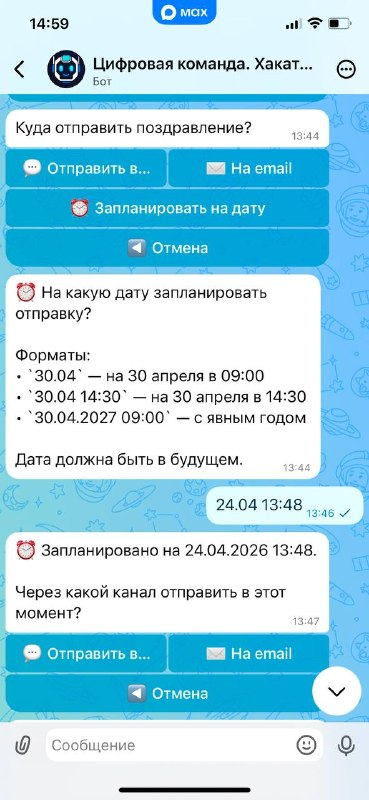 14:59
max
Цифровая команда. Хакат...
Бот
Куда отправить поздравление?
13:44
Отправить в...
На email
Запланировать на дату
Отмена
На какую дату запланировать
отправку?
Форматы:
• `30.04` — на 30 апреля в 09:00
• `30.04 14:30` — на 30 апреля в 14:30
• `30.04.2027 09:00` — с явным годом
Дата должна быть в будущем.
13:44
24.04 13:48
13:46
Запланировано на 24.04.2026 13:48.
Через какой канал отправить в этот
момент?
13:47
Отправить в...
На email
Отмена
Сообщение